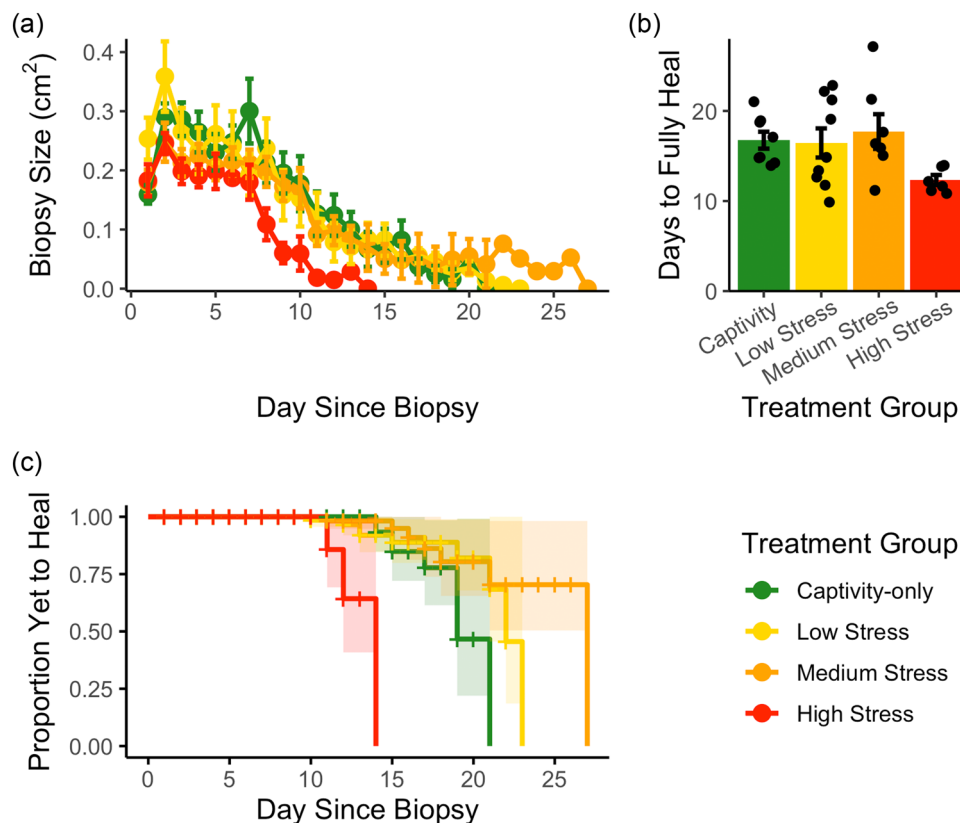 (a)
Biopsy Size (cm²)
0.4
0.3
0.2
0.1
0.0
0 5 10 15 20 25
Day Since Biopsy
(b)
Days to Fully Heal
20
10
0
Captivity
Low Stress
Medium Stress
High Stress
Treatment Group
(c)
Proportion Yet to Heal
1.00
0.75
0.50
0.25
0.00
0 5 10 15 20 25
Day Since Biopsy
Treatment Group
Captivity-only
Low Stress
Medium Stress
High Stress